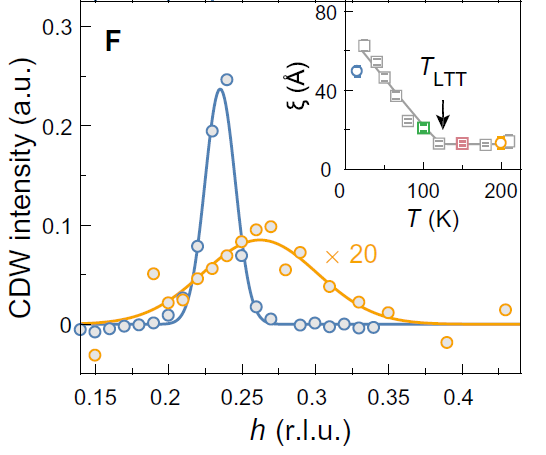 F
CDW intensity (a.u.)
0.3
0.2
0.1
0
0.15
0.2
0.25
0.3
0.35
0.4
h (r.l.u.)
× 20
ξ (Å)
80
40
0
0
100
200
T (K)
T_LTT